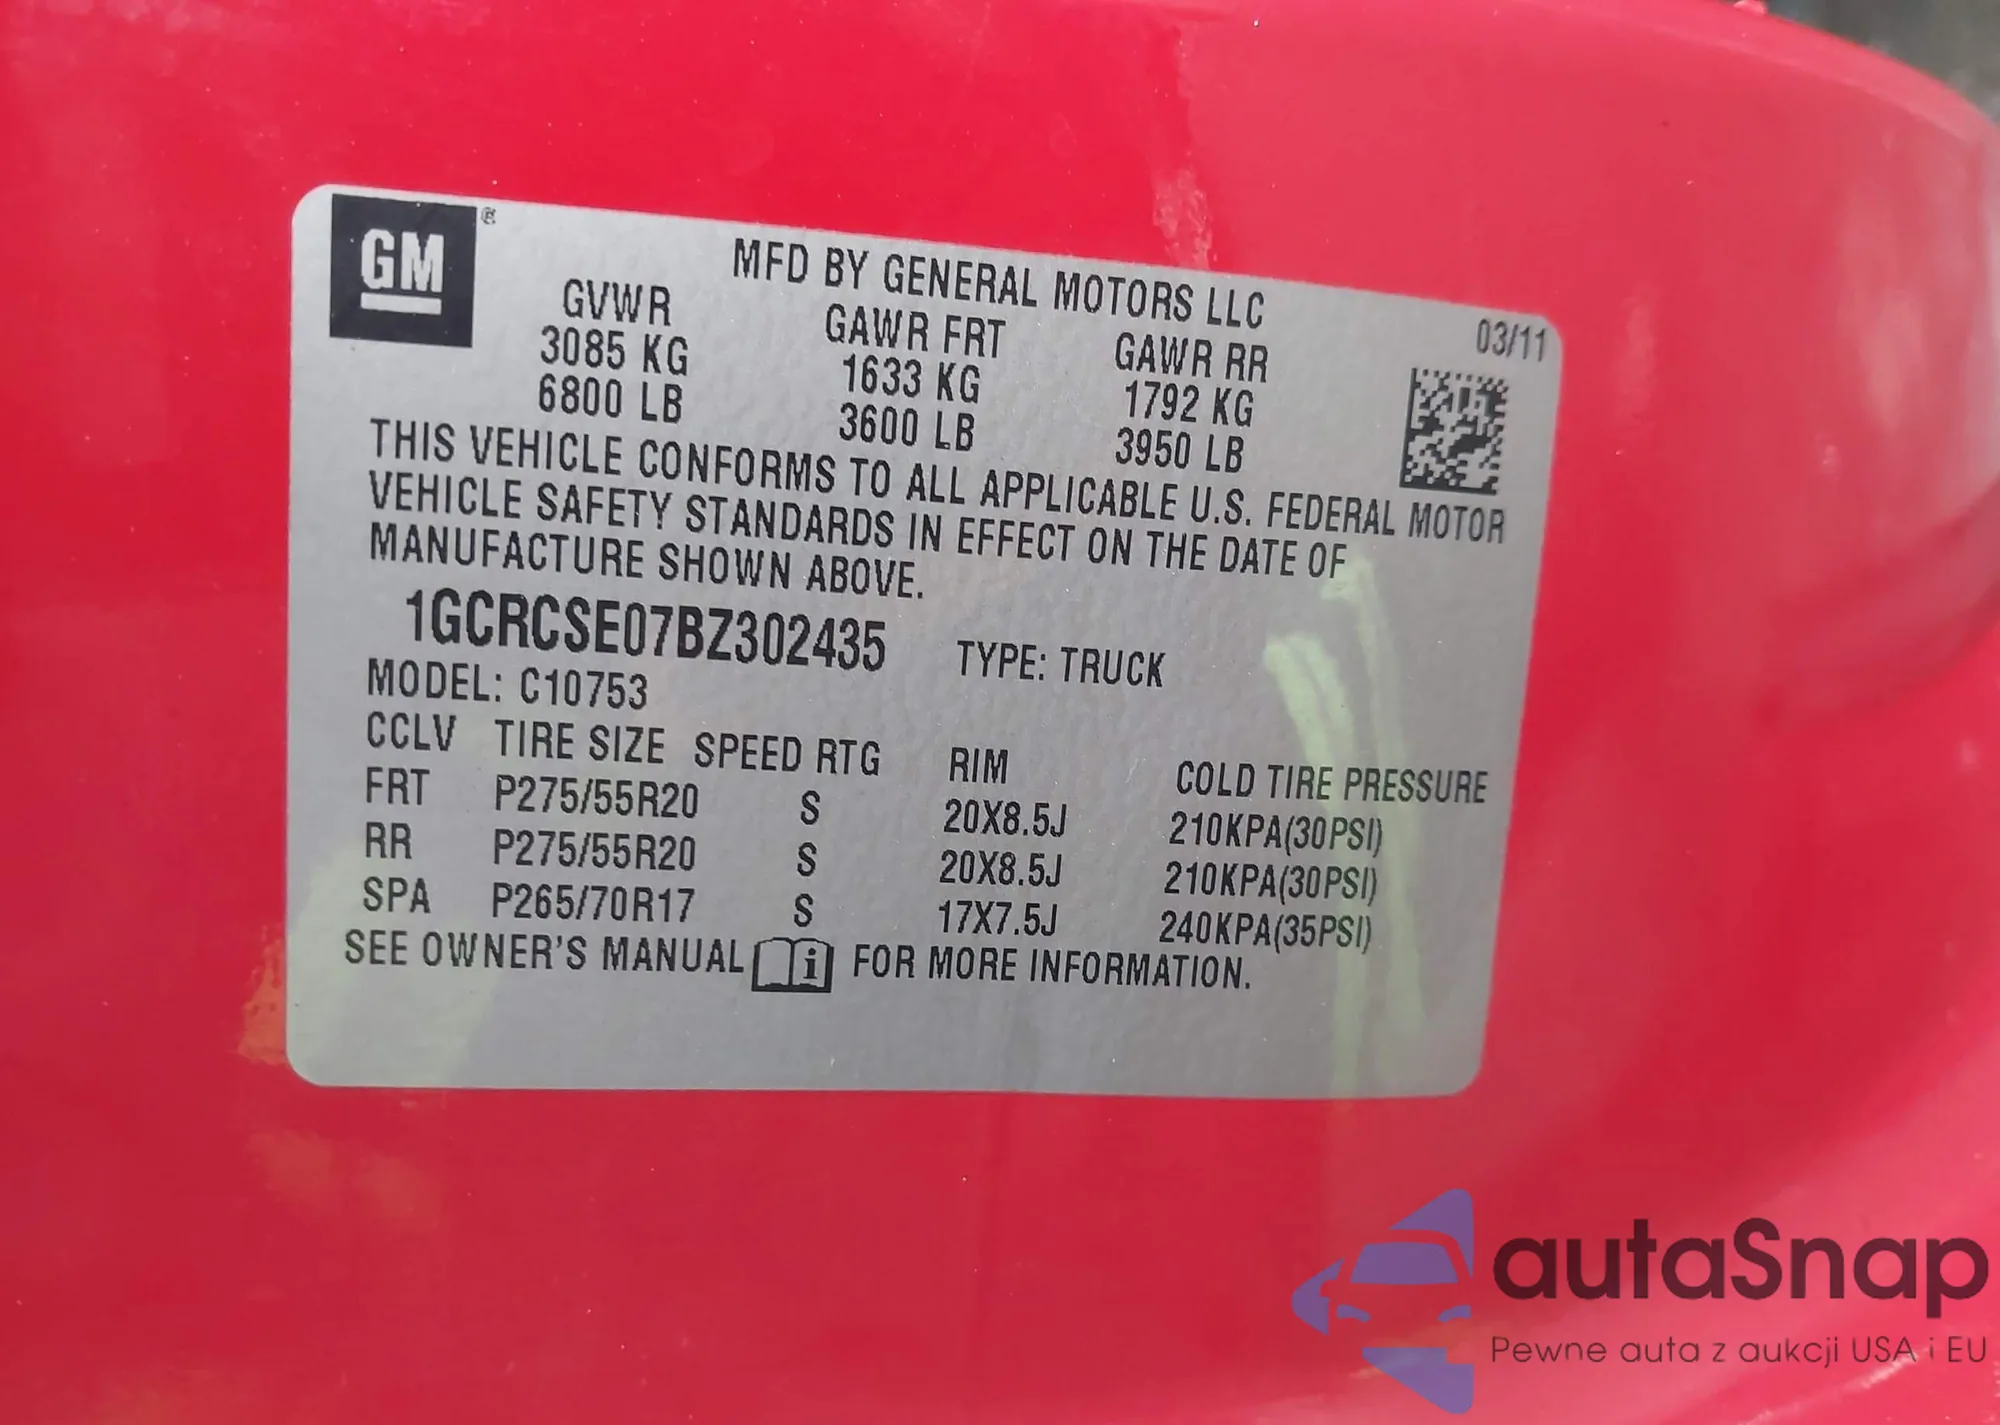 GM ®
MFD BY GENERAL MOTORS LLC
03/11
GVWR GAWR FRT GAWR RR
3085 KG 1633 KG 1792 KG
6800 LB 3600 LB 3950 LB
THIS VEHICLE CONFORMS TO ALL APPLICABLE U.S. FEDERAL MOTOR
VEHICLE SAFETY STANDARDS IN EFFECT ON THE DATE OF
MANUFACTURE SHOWN ABOVE.
1GCRCSE07BZ302435 TYPE: TRUCK
MODEL: C10753
CCLV TIRE SIZE SPEED RTG RIM COLD TIRE PRESSURE
FRT P275/55R20 S 20X8.5J 210KPA(30PSI)
RR P275/55R20 S 20X8.5J 210KPA(30PSI)
SPA P265/70R17 S 17X7.5J 240KPA(35PSI)
SEE OWNER'S MANUAL i FOR MORE INFORMATION.
autaSnap
Pewne auta z aukcji USA i EU